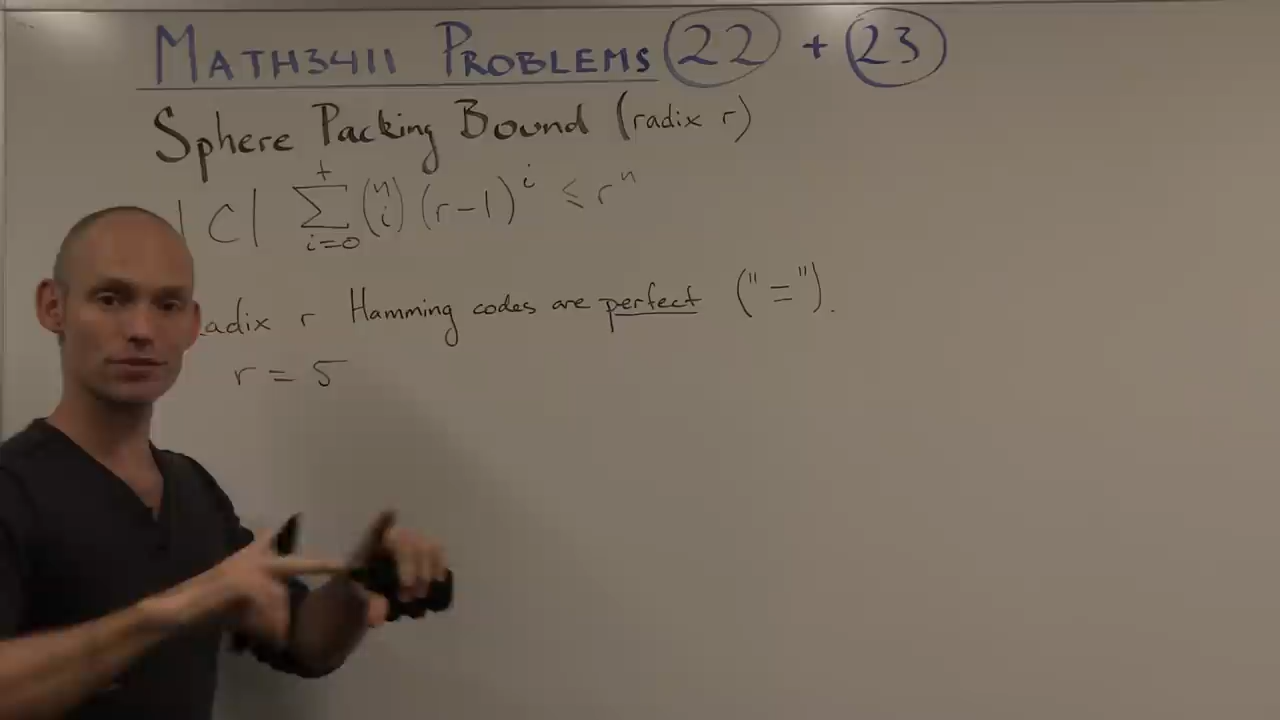 MATH3411 PROBLEMS 22 + 23
Sphere Packing Bound (radix r)
|C| t∑i=0 (n i) (r-1)^i ≤ r^n
adix r Hamming codes are perfect ("=").
r = 5